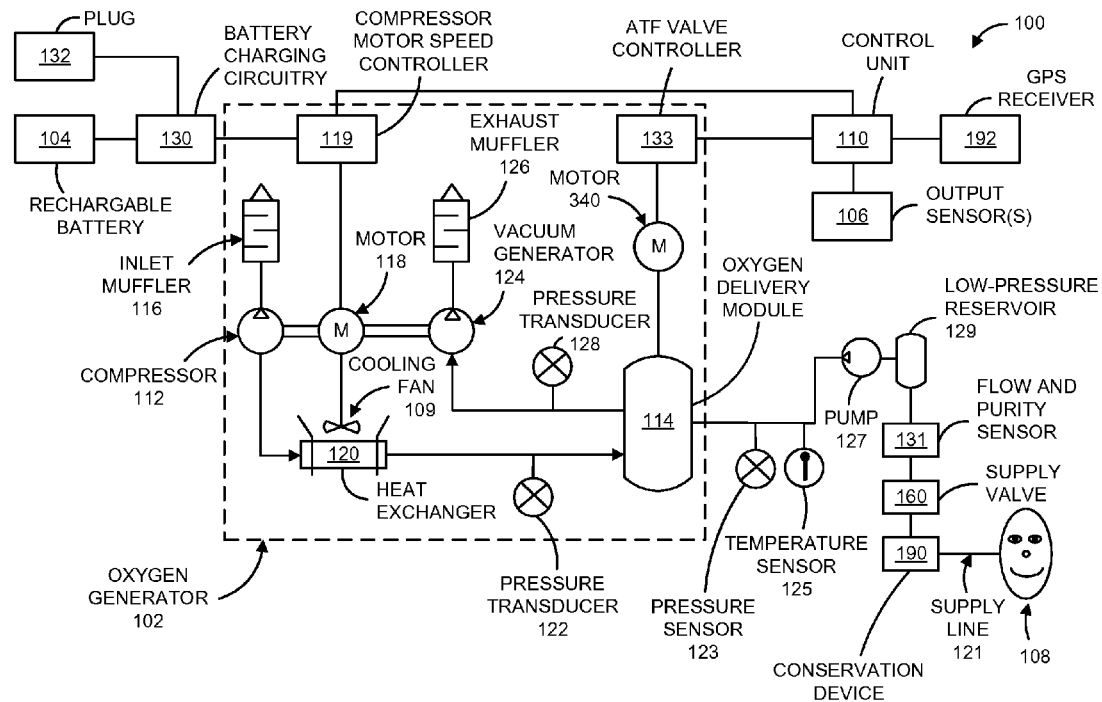 PLUG
132
BATTERY
CHARGING
CIRCUITRY
COMPRESSOR
MOTOR SPEED
CONTROLLER
ATF VALVE
CONTROLLER
CONTROL
UNIT
100
GPS
RECEIVER
104
130
119
133
110
192
RECHARGABLE
BATTERY
EXHAUST
MUFFLER
126
MOTOR
340
M
106
OUTPUT
SENSOR(S)
INLET
MUFFLER
116
MOTOR
118
VACUUM
GENERATOR
124
OXYGEN
DELIVERY
MODULE
LOW-PRESSURE
RESERVOIR
129
PRESSURE
TRANSDUCER
128
M
COMPRESSOR
112
COOLING
FAN
109
PUMP
127
FLOW AND
PURITY
SENSOR
114
131
120
HEAT
EXCHANGER
160
SUPPLY
VALVE
190
OXYGEN
GENERATOR
102
PRESSURE
TRANSDUCER
122
PRESSURE
SENSOR
123
TEMPERATURE
SENSOR
125
SUPPLY
LINE
121
108
CONSERVATION
DEVICE